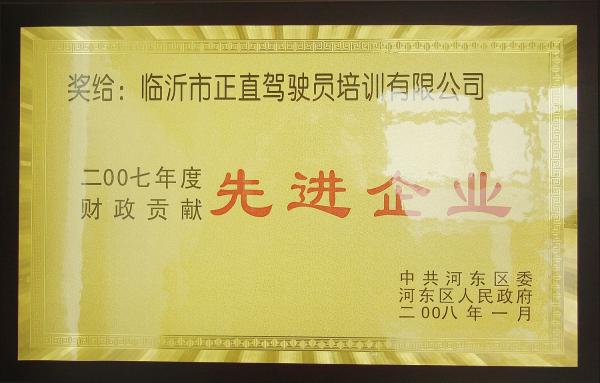 奖给：临沂市正直驾驶员培训有限公司
二00七年度
财政贡献
先进企业
中共河东区委
河东区人民政府
二00八年一月